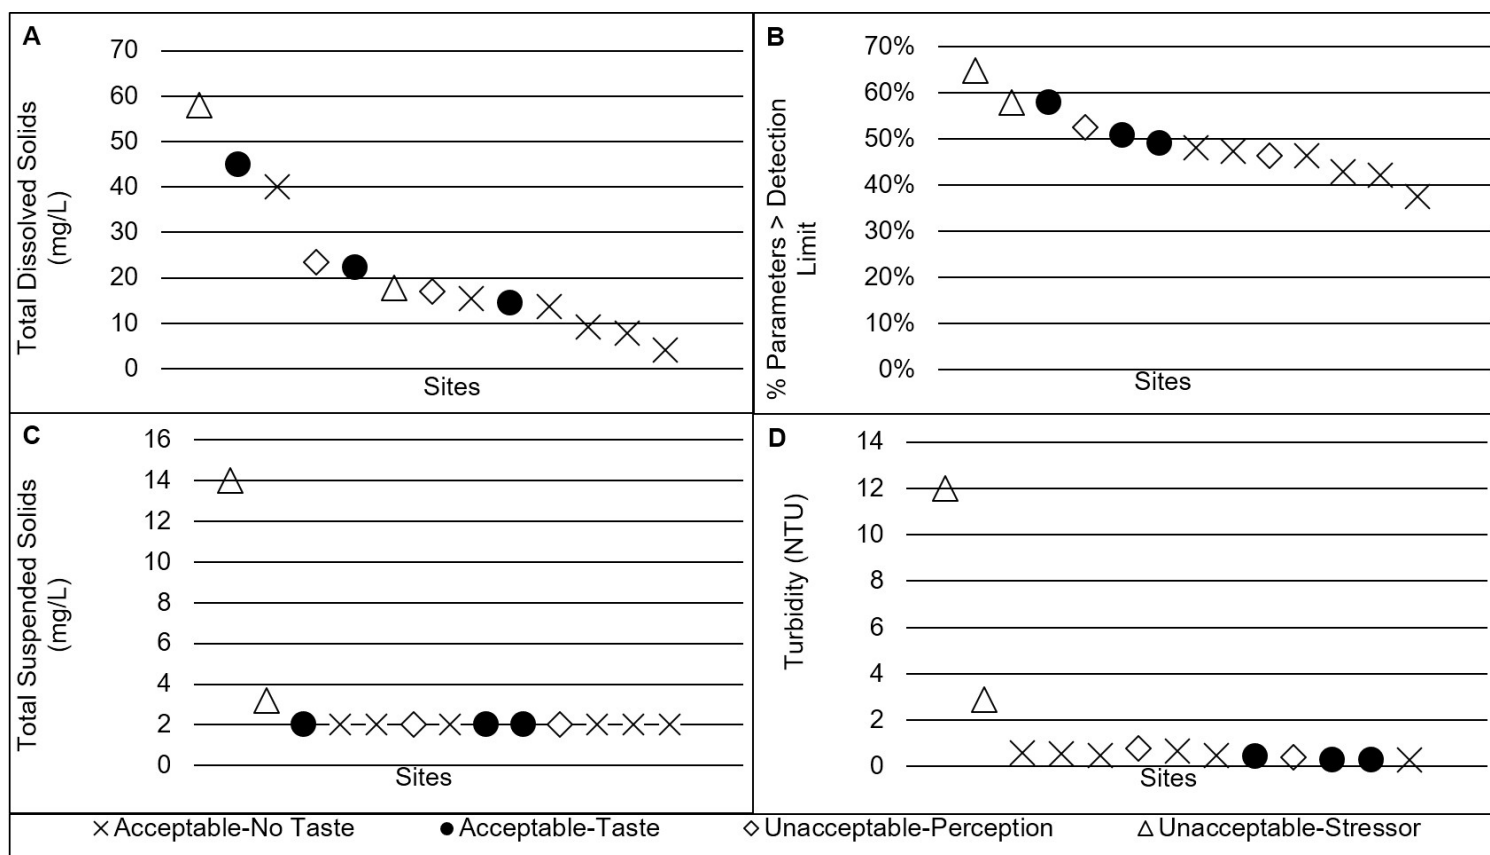 A
Total Dissolved Solids
(mg/L)
70
60
50
40
30
20
10
0
Sites
B
% Parameters > Detection
Limit
70%
60%
50%
40%
30%
20%
10%
0%
Sites
C
Total Suspended Solids
(mg/L)
16
14
12
10
8
6
4
2
0
Sites
D
Turbidity (NTU)
14
12
10
8
6
4
2
0
Sites
Acceptable-No Taste
Acceptable-Taste
Unacceptable-Perception
Unacceptable-Stressor